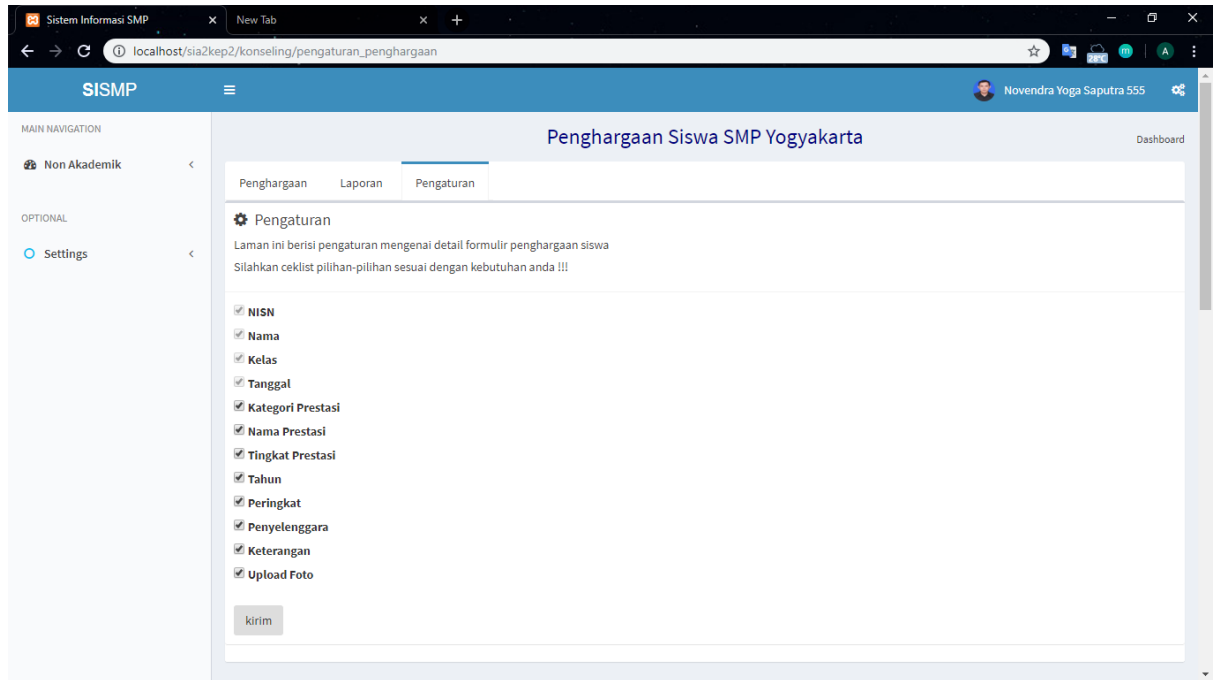 Sistem Informasi SMP
New Tab
localhost/sia2kep2/konseling/pengaturan_penghargaan
28°C
m
A
SISMP
Novendra Yoga Saputra 555
MAIN NAVIGATION
Non Akademik
OPTIONAL
Settings
Penghargaan Siswa SMP Yogyakarta
Dashboard
Penghargaan
Laporan
Pengaturan
Pengaturan
Laman ini berisi pengaturan mengenai detail formulir penghargaan siswa
Silahkan ceklist pilihan-pilihan sesuai dengan kebutuhan anda !!!
NISN
Nama
Kelas
Tanggal
Kategori Prestasi
Nama Prestasi
Tingkat Prestasi
Tahun
Peringkat
Penyelenggara
Keterangan
Upload Foto
kirim